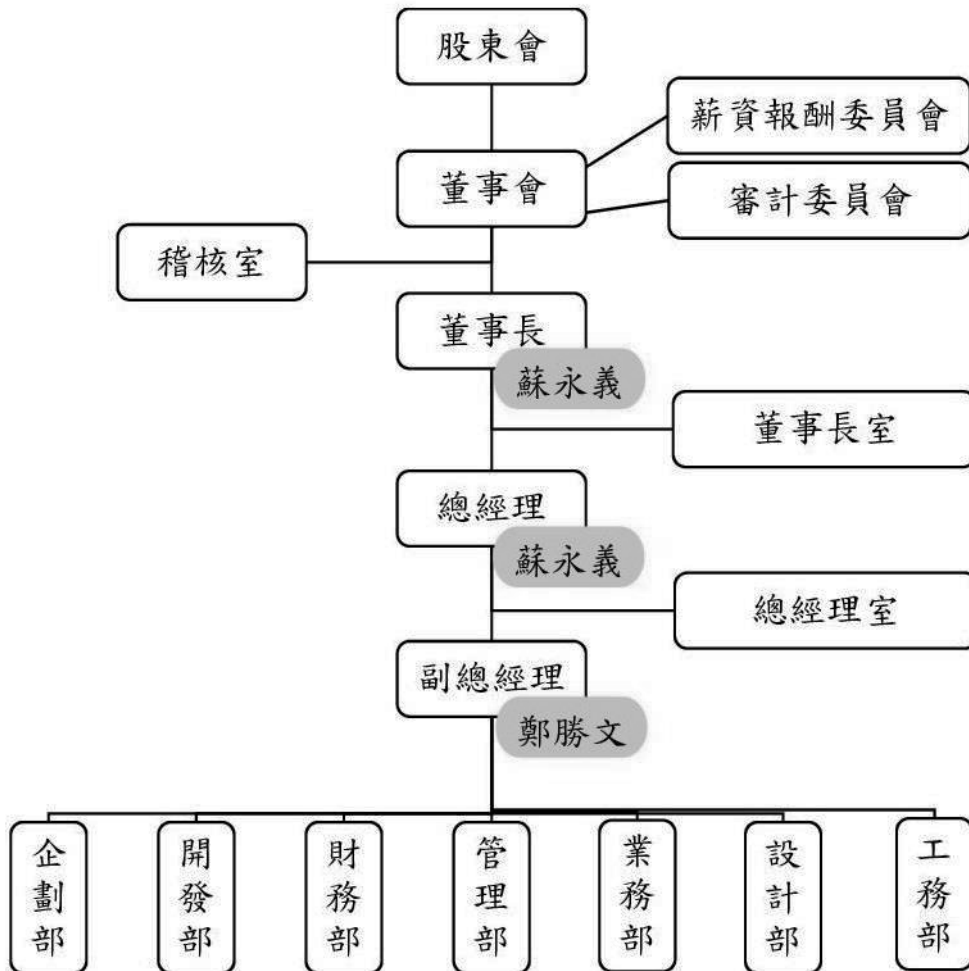 股東會
薪資報酬委員會
董事會
審計委員會
稽核室
董事長
蘇永義
董事長室
總經理
蘇永義
總經理室
副總經理
鄭勝文
企劃部
開發部
財務部
管理部
業務部
設計部
工務部